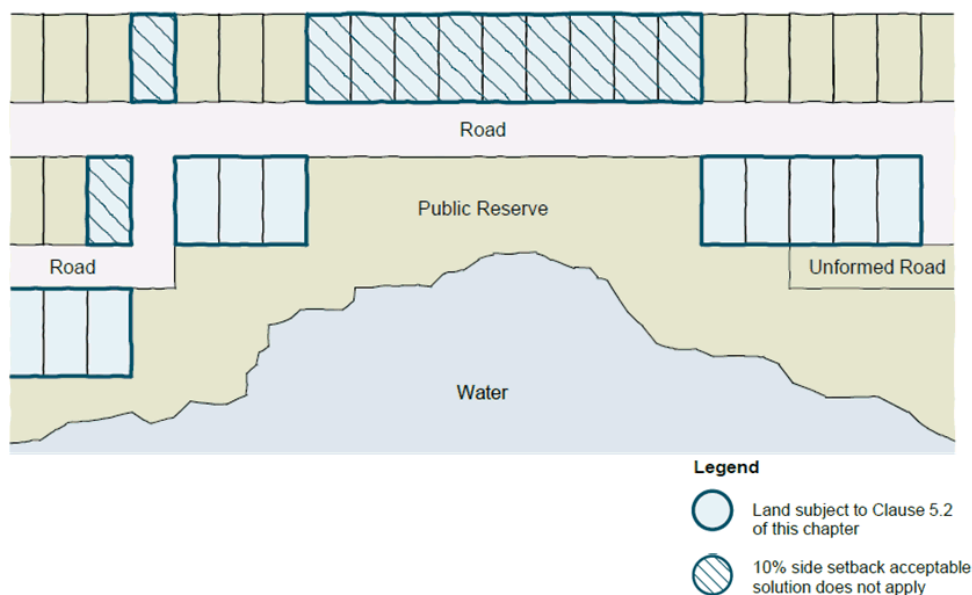 Road
Public Reserve
Road
Unformed Road
Water
Legend
Land subject to Clause 5.2
of this chapter
10% side setback acceptable
solution does not apply